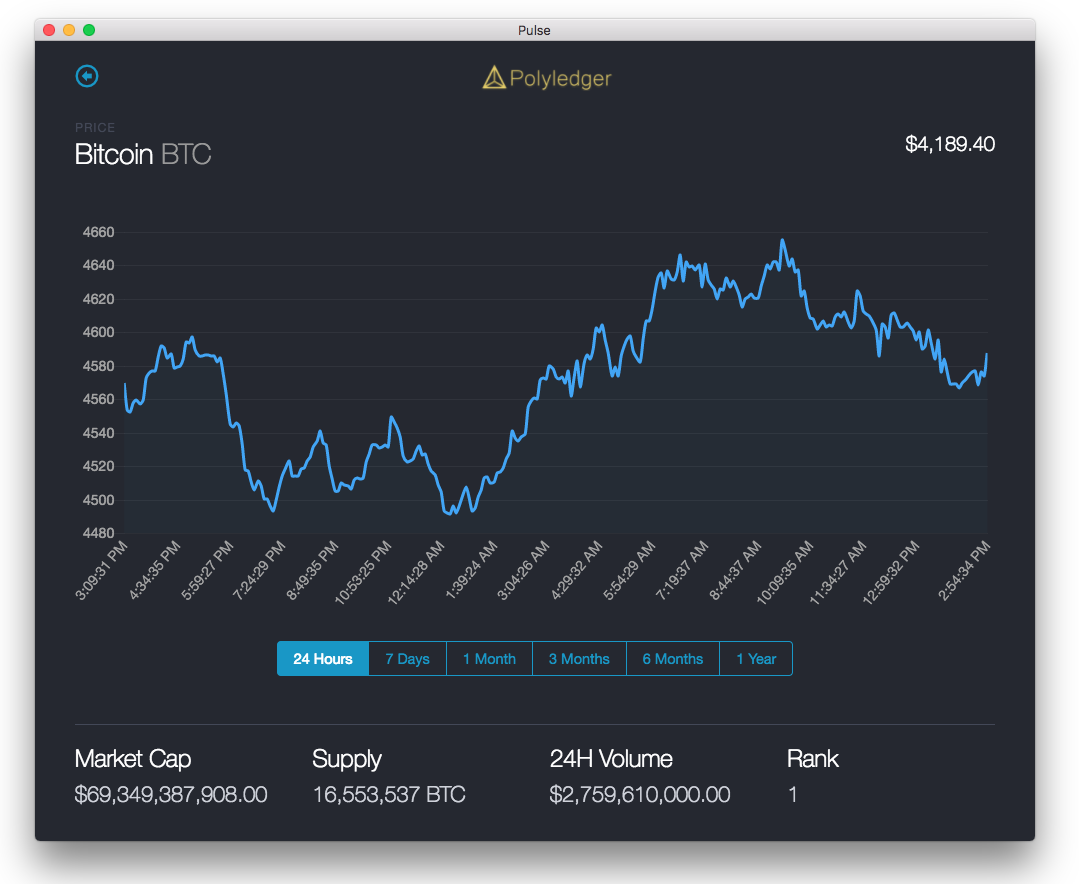 Pulse
Polyledger
PRICE
Bitcoin BTC
$4,189.40
4660
4640
4620
4600
4580
4560
4540
4520
4500
4480
3:09:31 PM
4:34:35 PM
5:59:27 PM
7:24:29 PM
8:49:35 PM
10:53:25 PM
12:14:28 AM
1:39:24 AM
3:04:26 AM
4:29:32 AM
5:54:29 AM
7:19:37 AM
8:44:37 AM
10:09:35 AM
11:34:27 AM
12:59:32 PM
2:54:34 PM
24 Hours 7 Days 1 Month 3 Months 6 Months 1 Year
Market Cap Supply 24H Volume Rank
$69,349,387,908.00 16,553,537 BTC $2,759,610,000.00 1